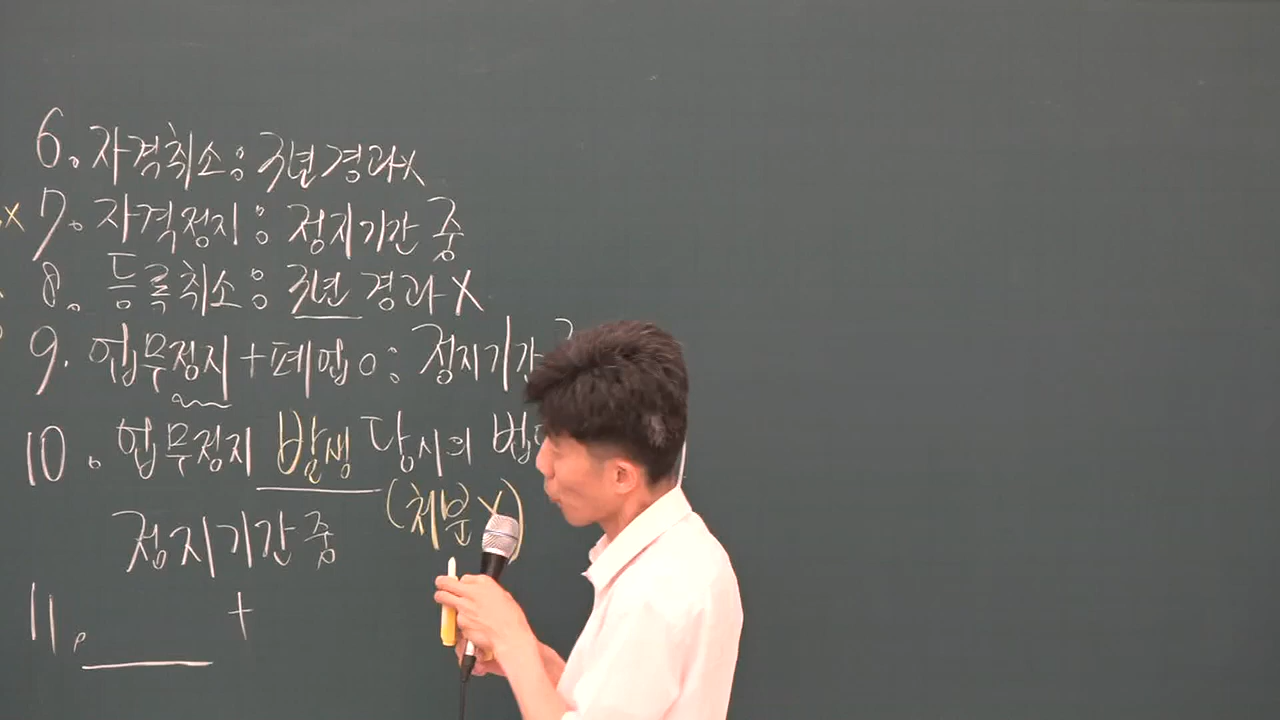 6. 자격취소 : 3년 경과x
x 7. 자격정지 : 정지기간 중
8. 등록취소 : 3년 경과 X
9. 업무정지 + 폐업 o : 정지기간
10. 업무정지 발생 당시의
(처분 X)
정지기간 중
11. +